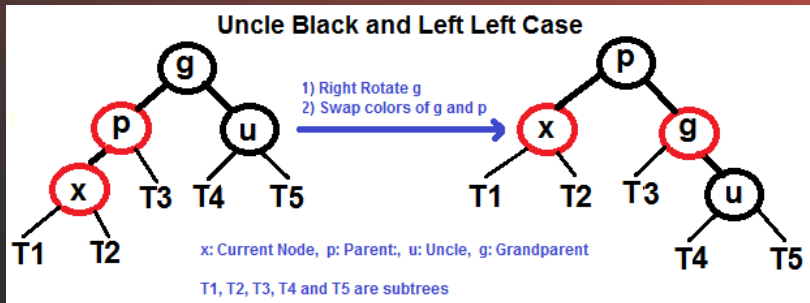 Uncle Black and Left Left Case
g
p
u
x
T3
T4
T5
T1
T2
1) Right Rotate g
2) Swap colors of g and p
p
x
g
T1
T2
T3
u
T4
T5
x: Current Node, p: Parent:, u: Uncle, g: Grandparent
T1, T2, T3, T4 and T5 are subtrees